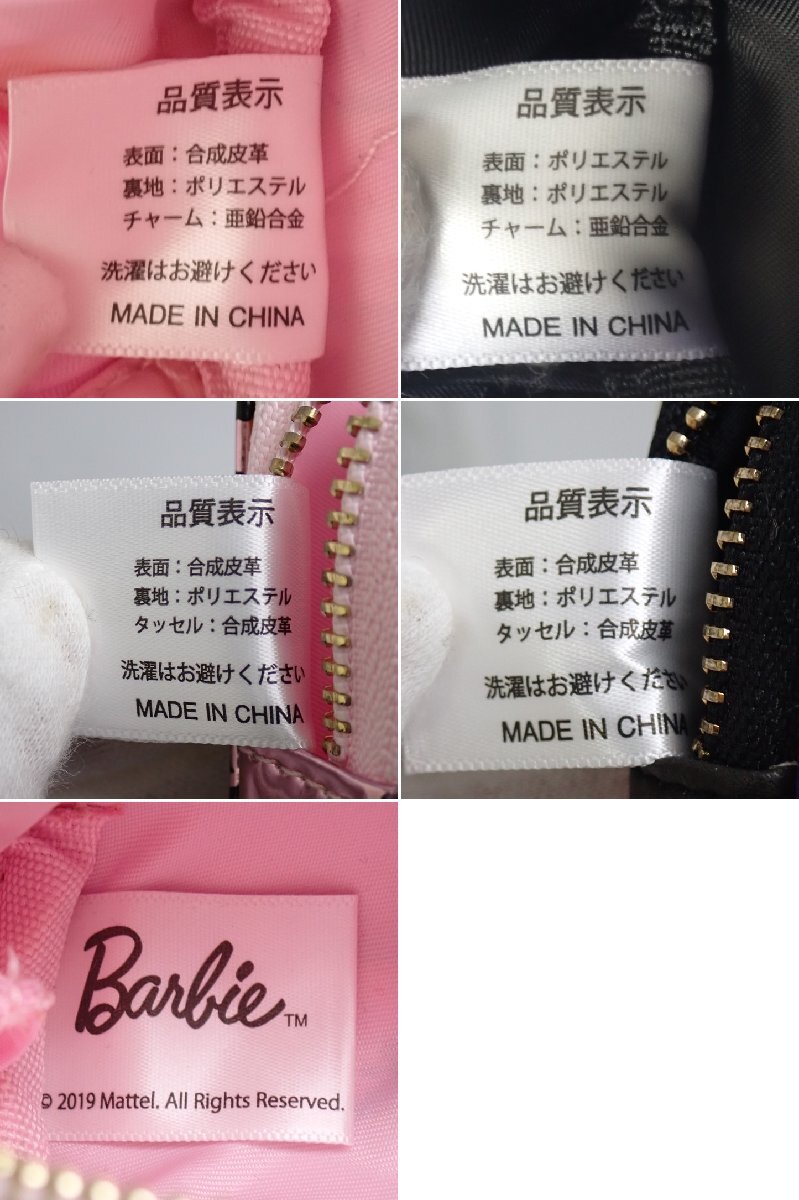 品質表示
表面：合成皮革
裏地：ポリエステル
チャーム：亜鉛合金
洗濯はお避けください
MADE IN CHINA
品質表示
表面：ポリエステル
裏地：ポリエステル
チャーム：亜鉛合金
洗濯はお避けください
MADE IN CHINA
品質表示
表面：合成皮革
裏地：ポリエステル
タッセル：合成皮革
洗濯はお避けください
MADE IN CHINA
品質表示
表面：合成皮革
裏地：ポリエステル
タッセル：合成皮革
洗濯はお避けください
MADE IN CHINA
Barbie™
© 2019 Mattel. All Rights Reserved.